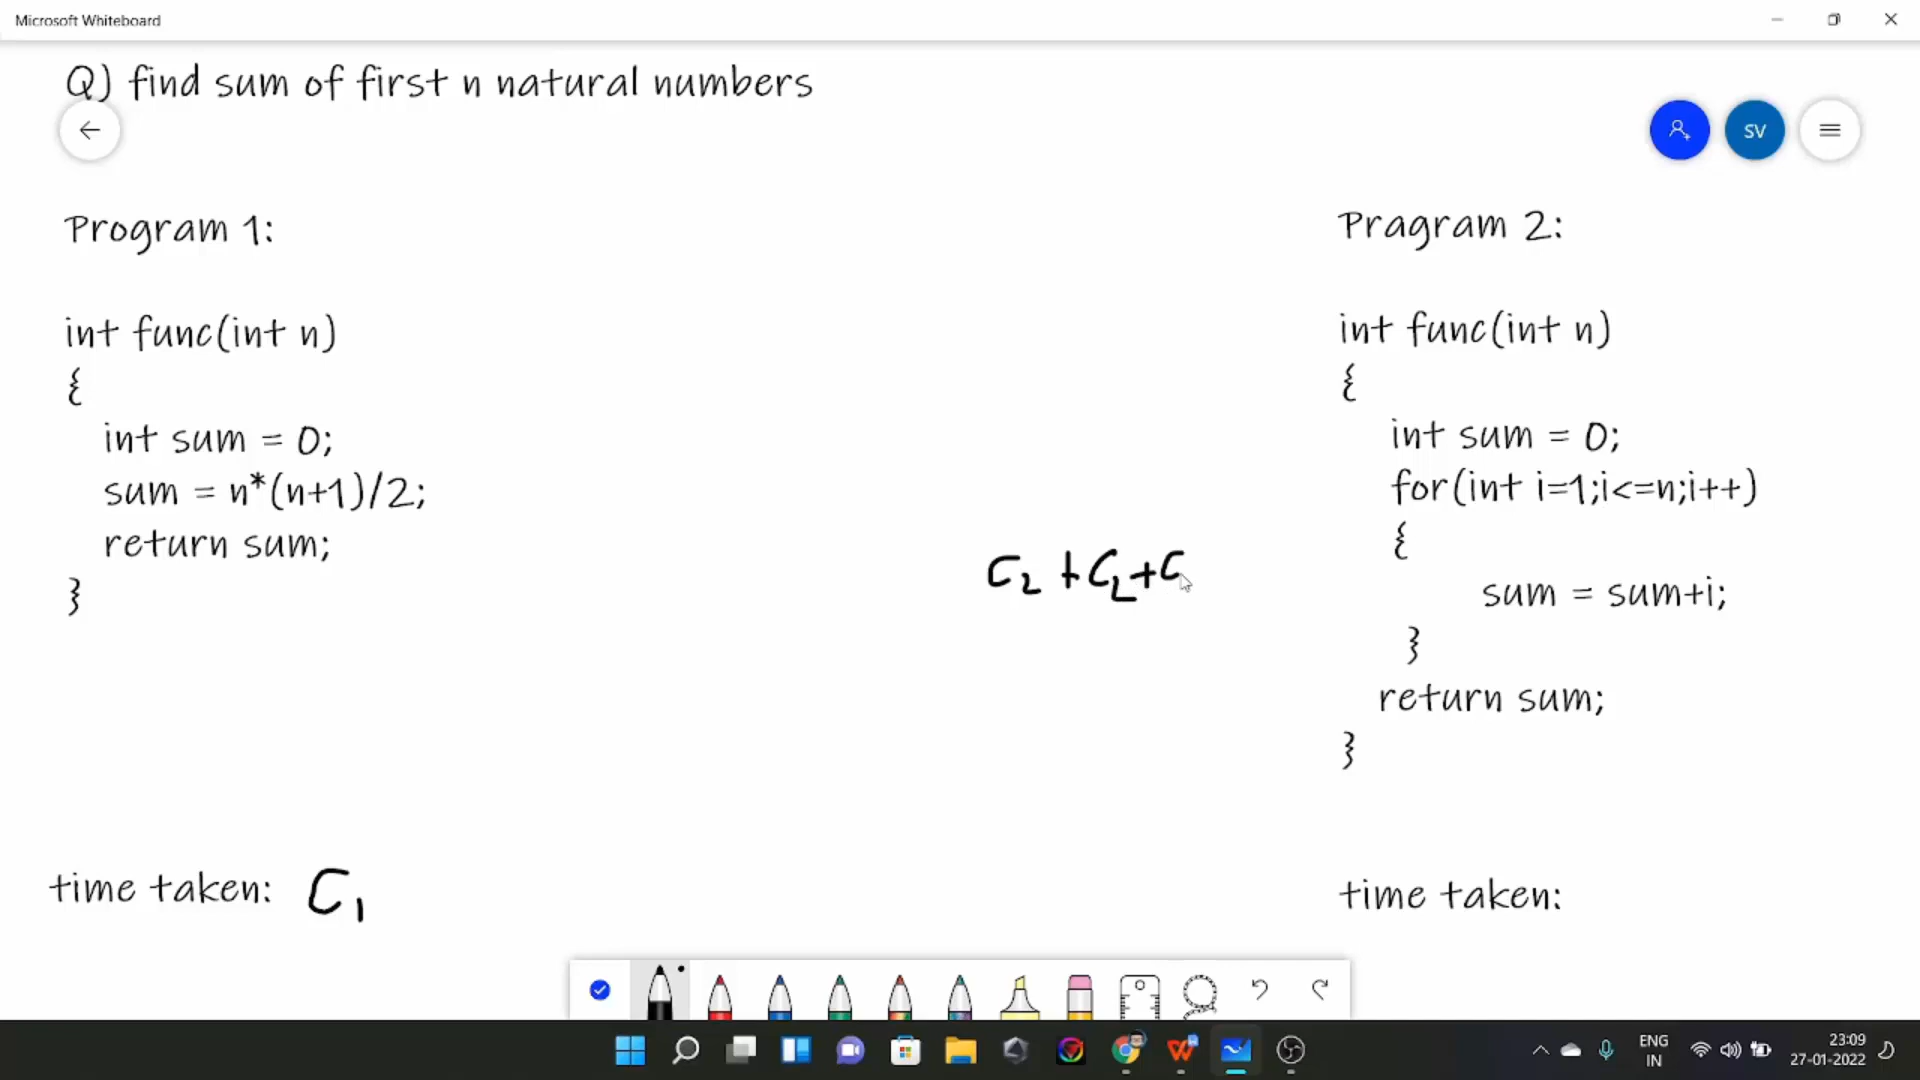 Microsoft Whiteboard
Q) find sum of first n natural numbers
SV
Program 1:
int func(int n)
{
int sum = 0;
sum = n*(n+1)/2;
return sum;
}
time taken: C1
C2 + C2 + C
Pragram 2:
int func(int n)
{
int sum = 0;
for(int i=1;i<=n;i++)
{
sum = sum+i;
}
return sum;
}
time taken:
ENG
IN
23:09
27-01-2022